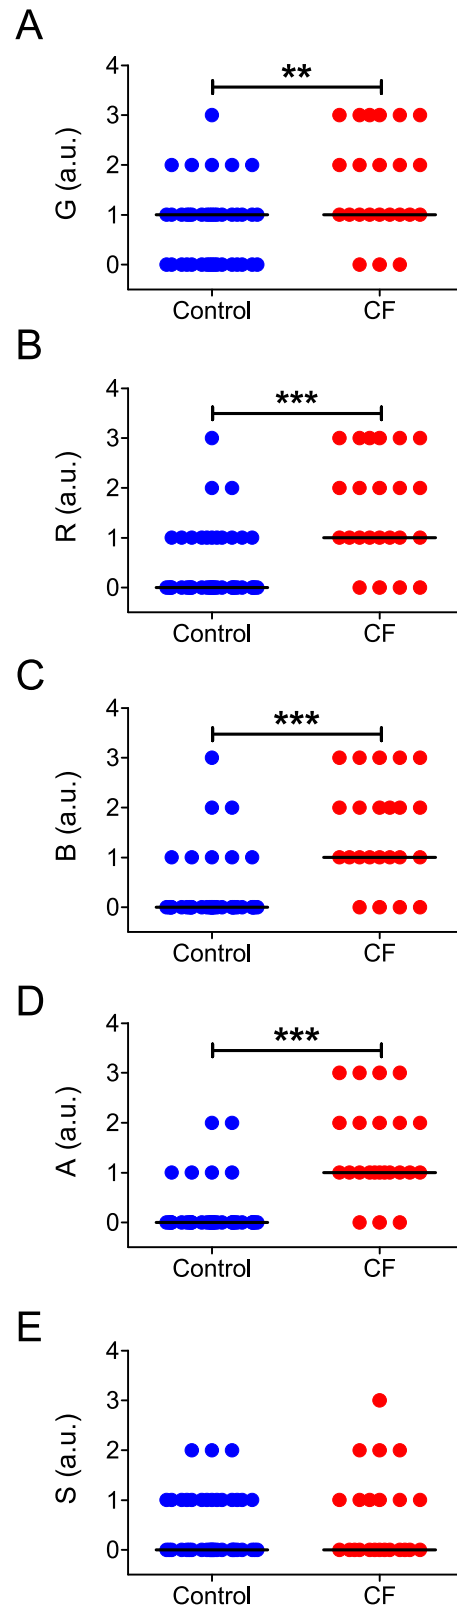 A
G (a.u.)
4
3
2
1
0
**
Control
CF
B
R (a.u.)
4
3
2
1
0
***
Control
CF
C
B (a.u.)
4
3
2
1
0
***
Control
CF
D
A (a.u.)
4
3
2
1
0
***
Control
CF
E
S (a.u.)
4
3
2
1
0
Control
CF